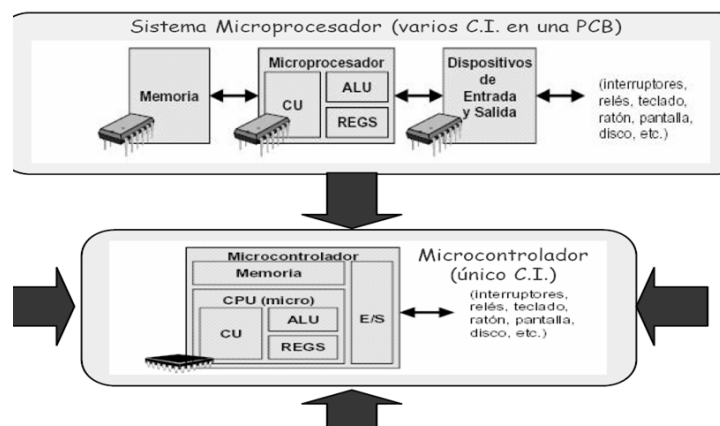 Sistema Microprocesador (varios C.I. en una PCB)
Memoria
Microprocesador
CU
ALU
REGS
Dispositivos
de
Entrada
y Salida
(interruptores,
relés, teclado,
ratón, pantalla,
disco, etc.)
Microcontrolador
Memoria
CPU (micro)
CU
ALU
REGS
E/S
Microcontrolador
(único C.I.)
(interruptores,
relés, teclado,
ratón, pantalla,
disco, etc.)